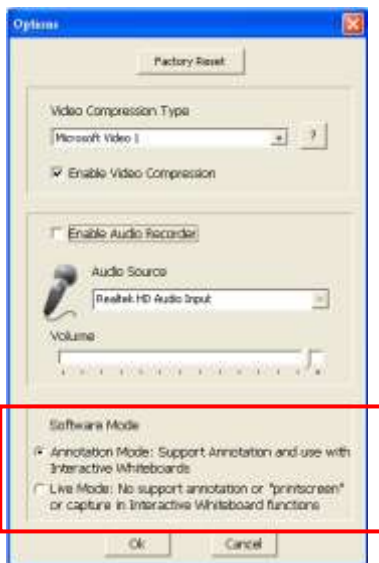 Options
Factory Reset
Video Compression Type
Microsoft Video 1
?
Enable Video Compression
Enable Audio Recorder
Audio Source
Realtek HD Audio Input
Volume
Software Mode
Annotation Mode: Support Annotation and use with
Interactive Whiteboards
Live Mode: No support annotation or "printscreen"
or capture in Interactive Whiteboard functions
Ok
Cancel